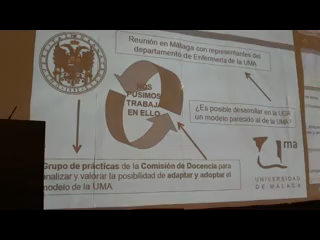 Reunión en Málaga con representantes del
departamento de Enfermería de la UMA
NOS
PUSIMOS
TRABAJA
EN ELLO
¿Es posible desarrollar en la
un modelo parecido al de la UMA?
uma
UNIVERSIDAD
DE MÁLAGA
Grupo de prácticas de la Comisión de Docencia para
analizar y valorar la posibilidad de adaptar y adoptar el
modelo de la UMA